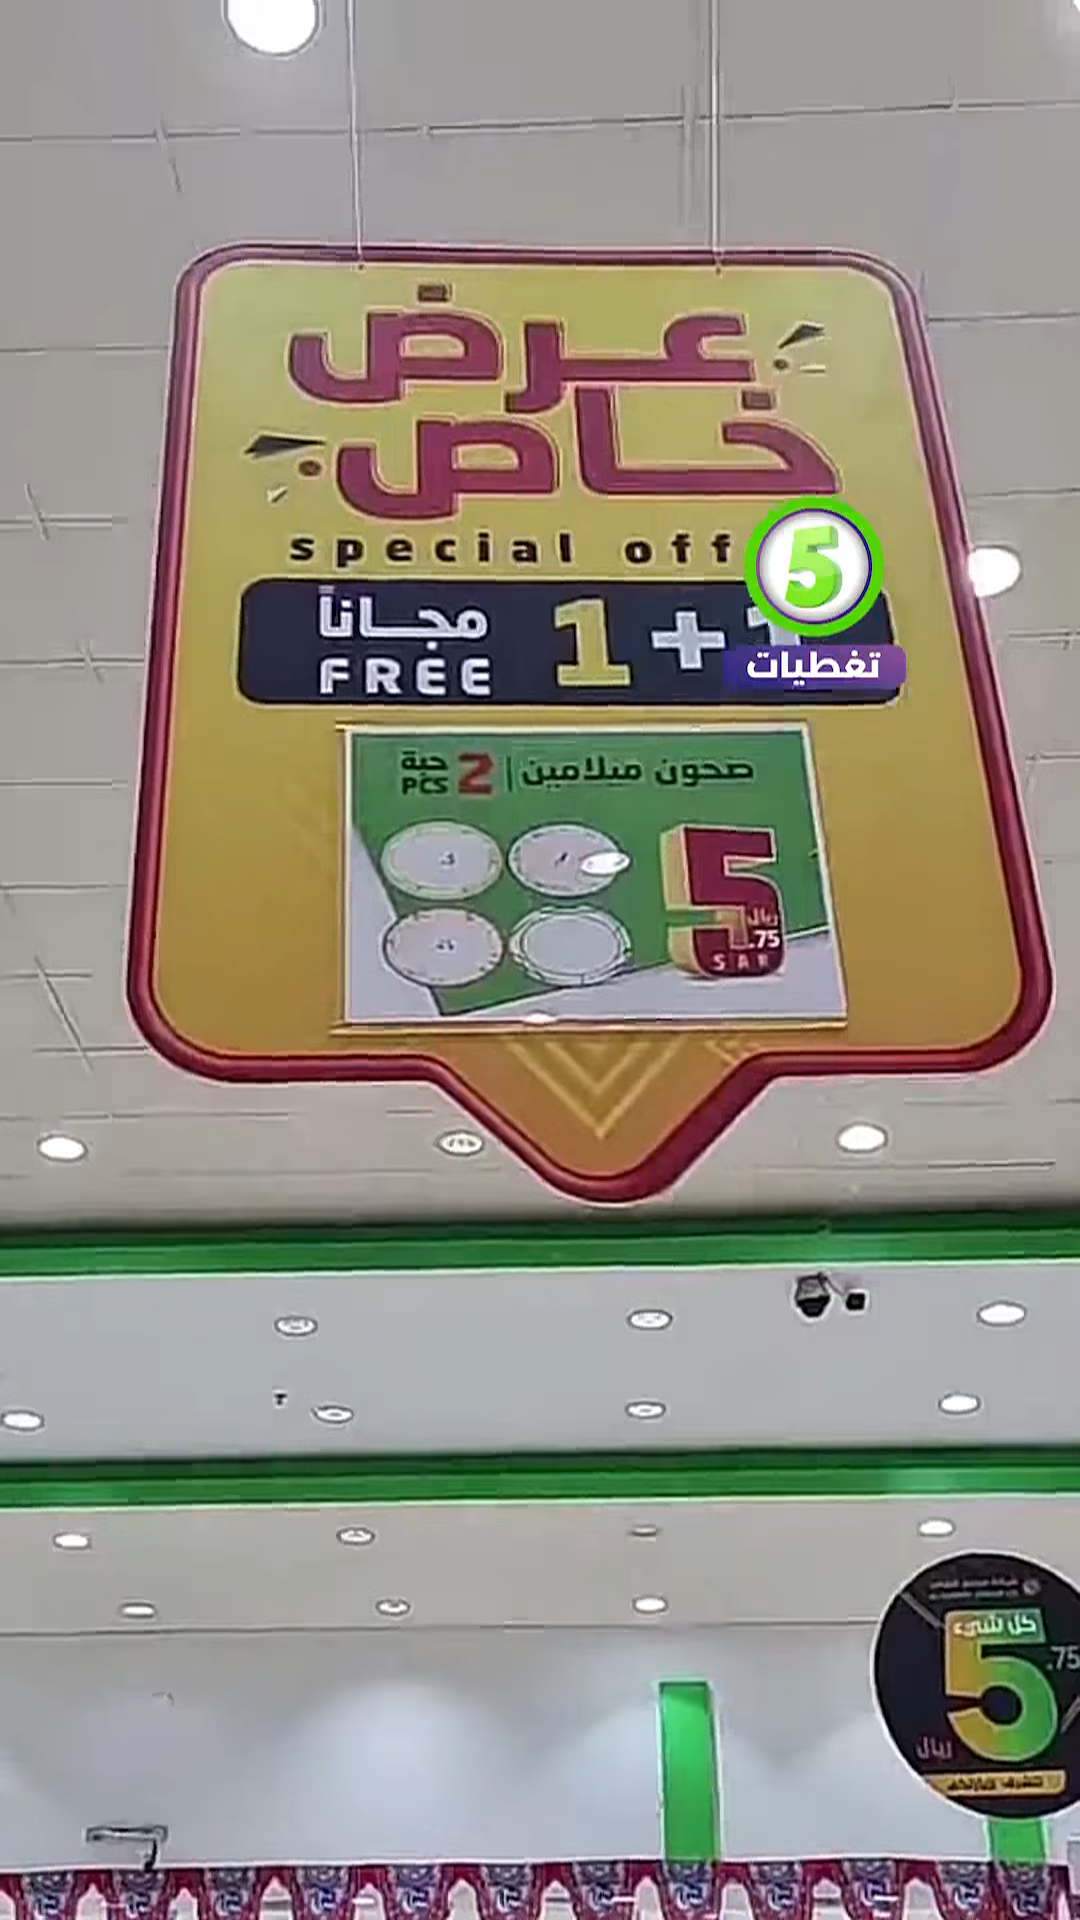 عرض
خاص
special off
5
مجاناً 1+1
FREE
تغطيات
صحون ميلامين | 2 حبة
PCS
5
ريال
.75
SAR
كل شيء
5
.75
ريال